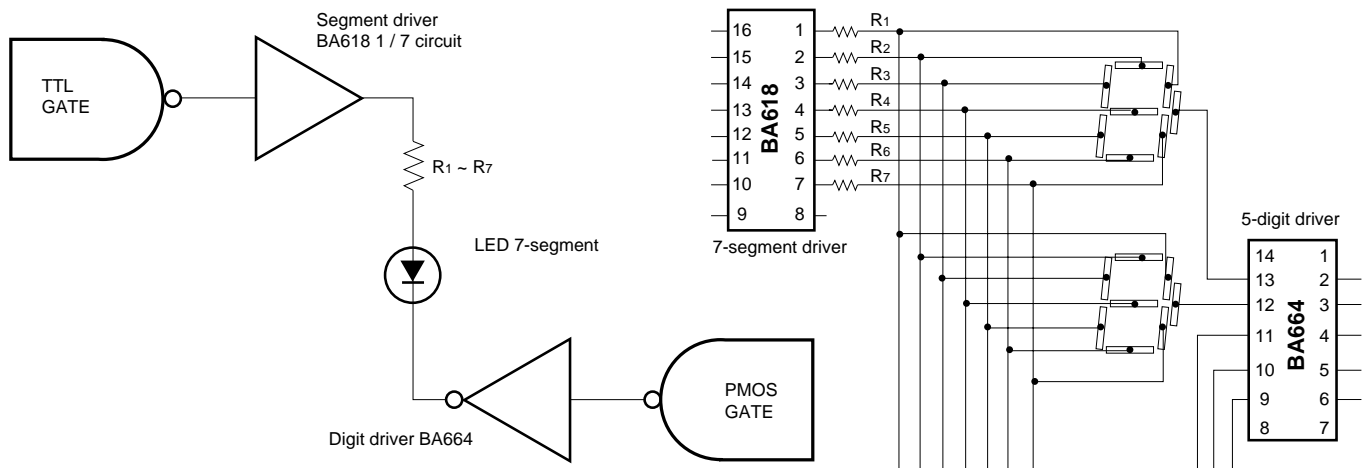 Segment driver
BA618 1 / 7 circuit
TTL
GATE
R1 ~ R7
LED 7-segment
PMOS
GATE
Digit driver BA664
16 1 R1
15 2 R2
14 3 R3
13 4 R4
12 5 R5
11 6 R6
10 7 R7
9 8
BA618
7-segment driver
5-digit driver
14 1
13 2
12 3
11 4
10 5
9 6
8 7
BA664